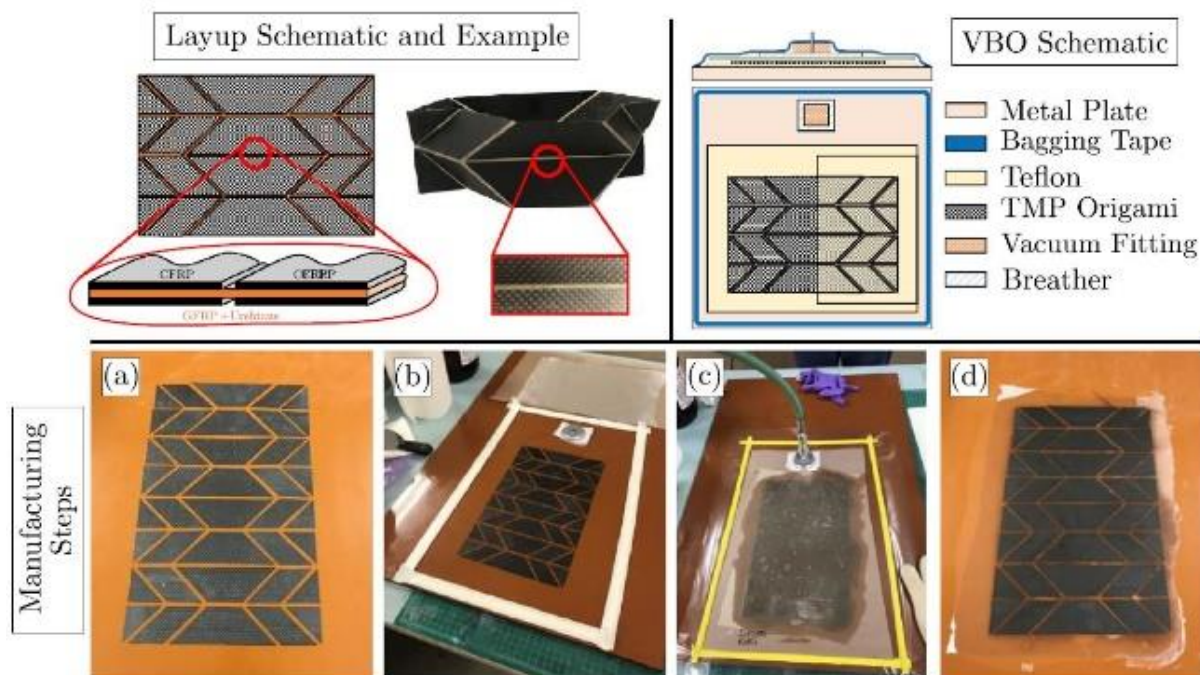 Layup Schematic and Example
CFRP
GFRP + Urethane
VBO Schematic
Metal Plate
Bagging Tape
Teflon
TMP Origami
Vacuum Fitting
Breather
Manufacturing
Steps
(a)
(b)
(c)
(d)